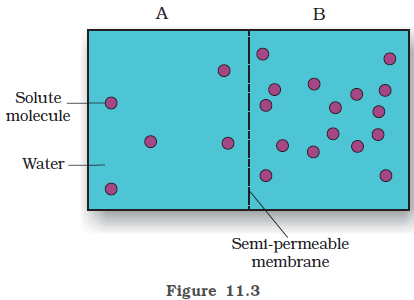 A B
Solute
molecule
Water
Semi-permeable
membrane
Figure 11.3